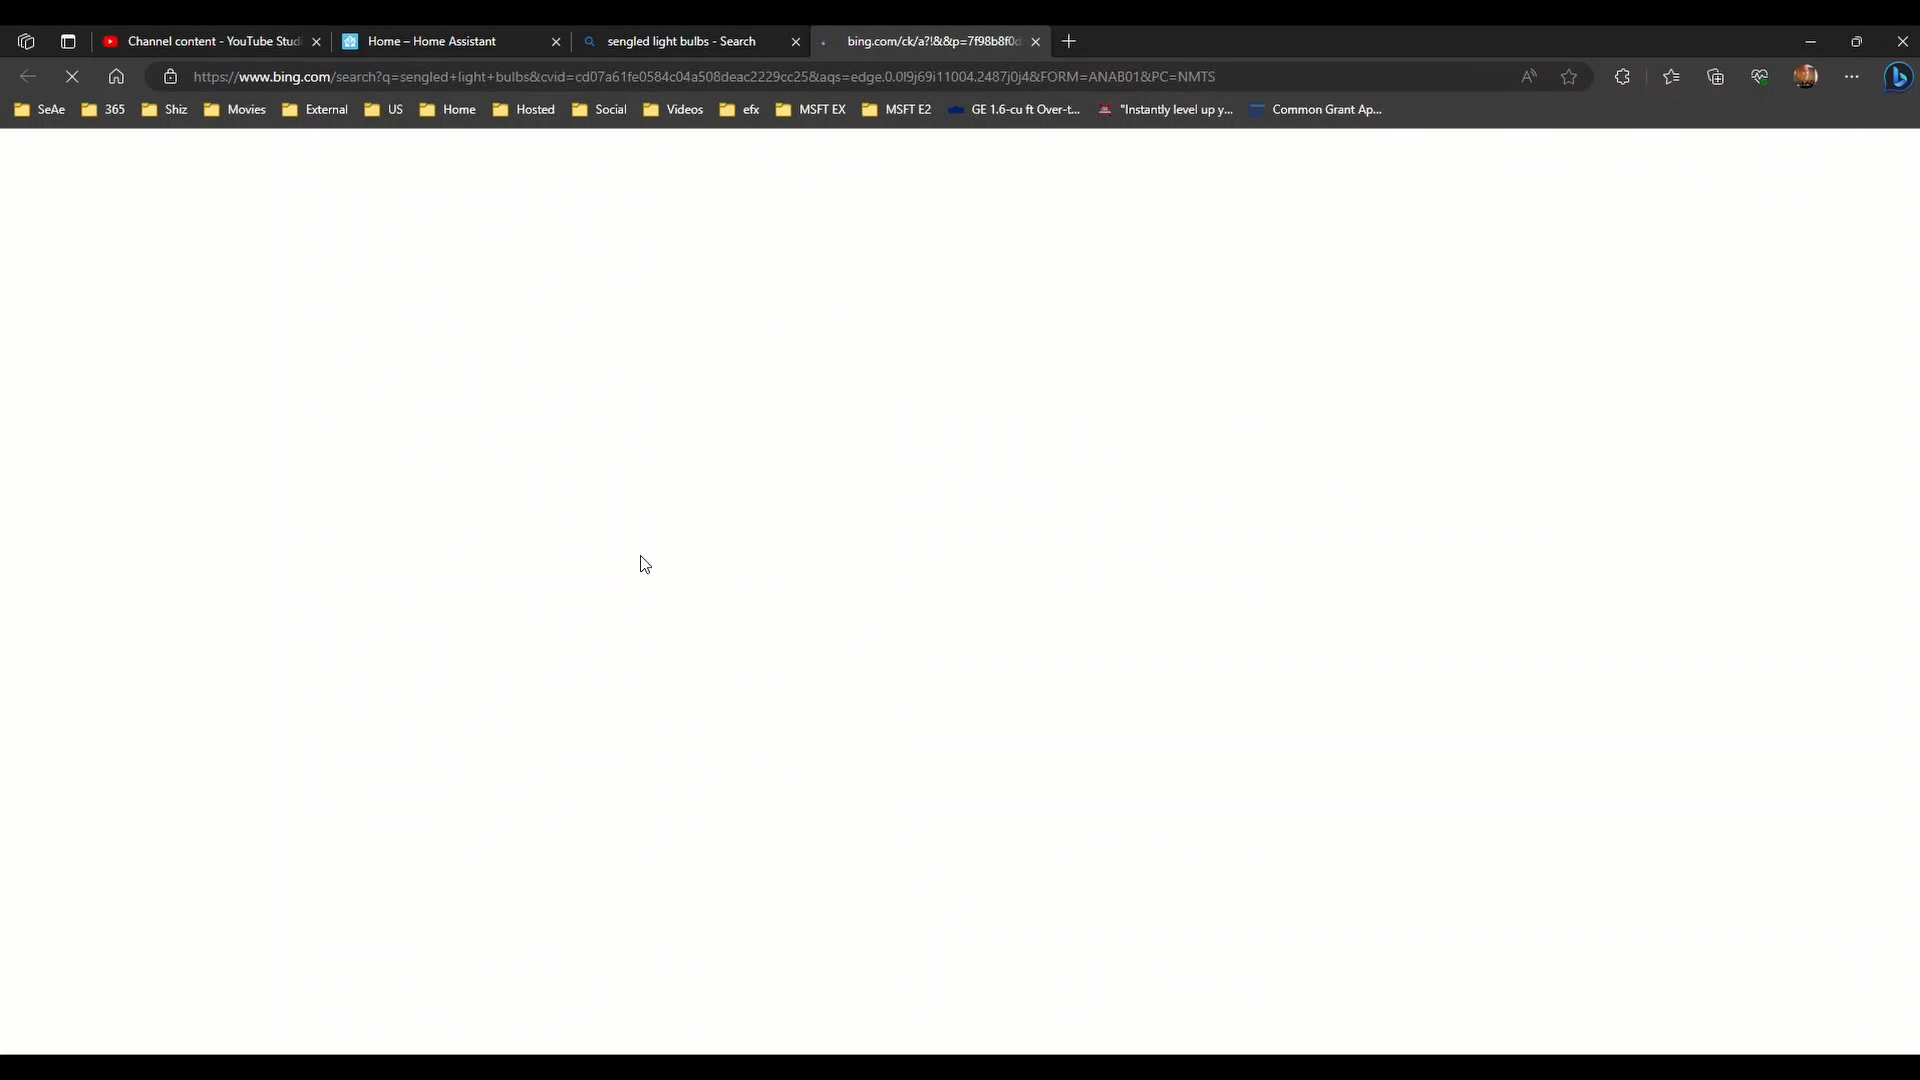 Channel content - YouTube Studi
Home – Home Assistant
sengled light bulbs - Search
bing.com/ck/a?!&&p=7f98b8f0d
https://www.bing.com/search?q=sengled+light+bulbs&cvid=cd07a61fe0584c04a508deac2229cc25&aqs=edge.0.0l9j69i11004.2487j0j4&FORM=ANAB01&PC=NMTS
SeAe 365 Shiz Movies External US Home Hosted Social Videos efx MSFT EX MSFT E2 GE 1.6-cu ft Over-t... "Instantly level up y... Common Grant Ap...